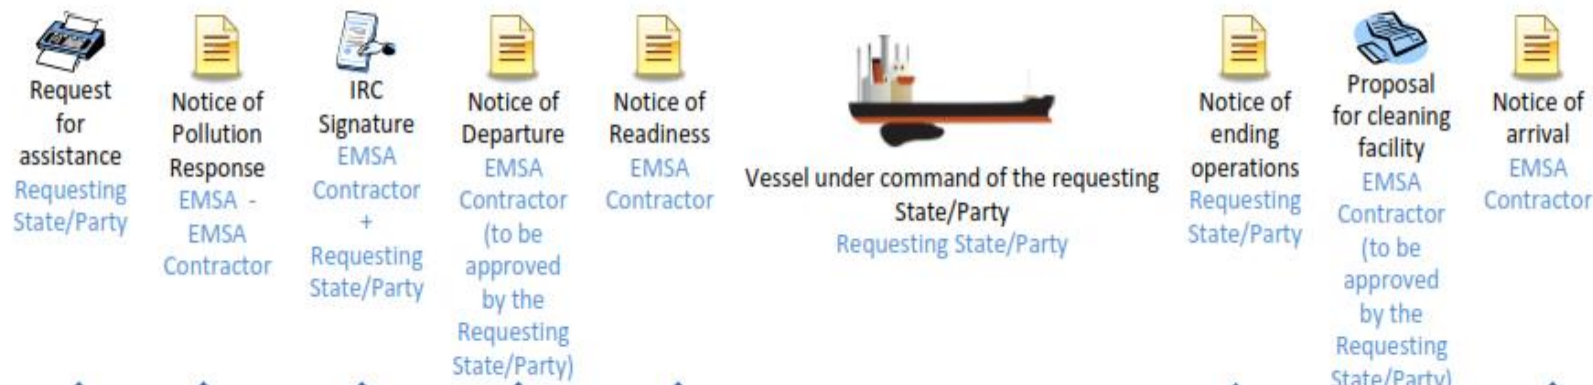 Request
for
assistance
Requesting
State/Party
Notice of
Pollution
Response
EMSA -
EMSA
Contractor
IRC
Signature
EMSA
Contractor
+
Requesting
State/Party
Notice of
Departure
EMSA
Contractor
(to be
approved
by the
Requesting
State/Party)
Notice of
Readiness
EMSA
Contractor
Vessel under command of the requesting
State/Party
Requesting State/Party
Notice of
ending
operations
Requesting
State/Party
Proposal
for cleaning
facility
EMSA
Contractor
(to be
approved
by the
Requesting
State/Party)
Notice of
arrival
EMSA
Contractor